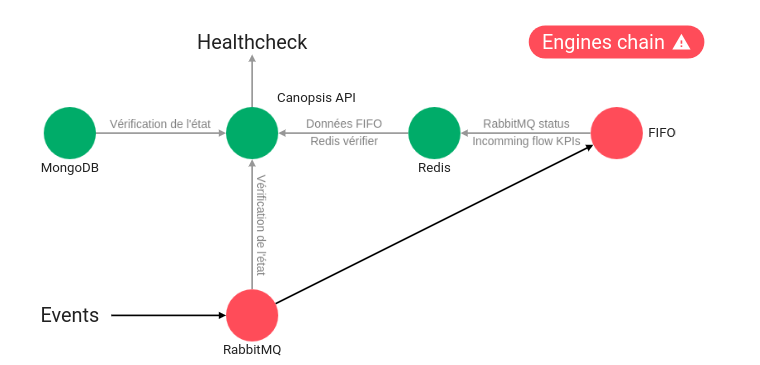 Healthcheck
Engines chain
Canopsis API
Vérification de l'état
Données FIFO
Redis vérifier
RabbitMQ status
Incomming flow KPIs
FIFO
MongoDB
Redis
Vérification de l'état
Events
RabbitMQ